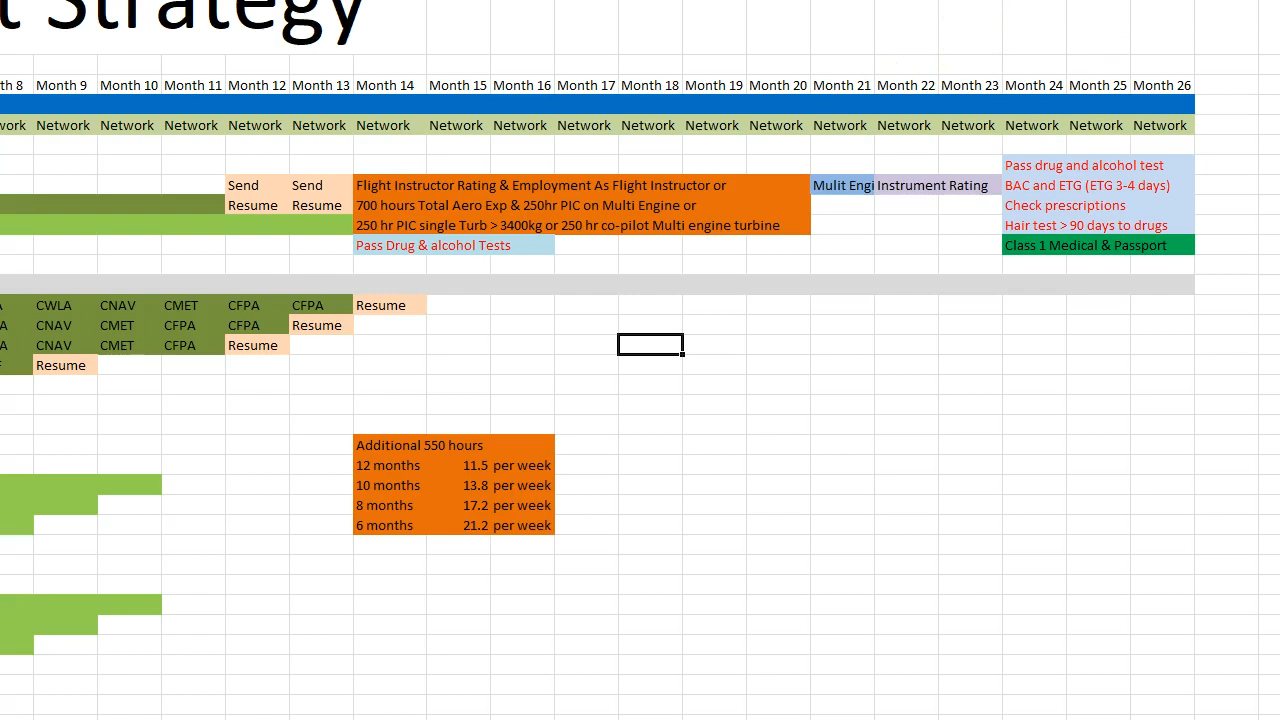 t Strategy
th 8 Month 9 Month 10 Month 11 Month 12 Month 13 Month 14 Month 15 Month 16 Month 17 Month 18 Month 19 Month 20 Month 21 Month 22 Month 23 Month 24 Month 25 Month 26
work Network Network Network Network Network Network Network Network Network Network Network Network Network Network Network Network Network Network
Pass drug and alcohol test
Send Send Flight Instructor Rating & Employment As Flight Instructor or Mulit Engi Instrument Rating BAC and ETG (ETG 3-4 days)
Resume Resume 700 hours Total Aero Exp & 250hr PIC on Multi Engine or Check prescriptions
250 hr PIC single Turb > 3400kg or 250 hr co-pilot Multi engine turbine Hair test > 90 days to drugs
Pass Drug & alcohol Tests Class 1 Medical & Passport
A CWLA CNAV CMET CFPA CFPA Resume
A CNAV CMET CFPA CFPA Resume
A CNAV CMET CFPA Resume
Resume
Additional 550 hours
12 months 11.5 per week
10 months 13.8 per week
8 months 17.2 per week
6 months 21.2 per week